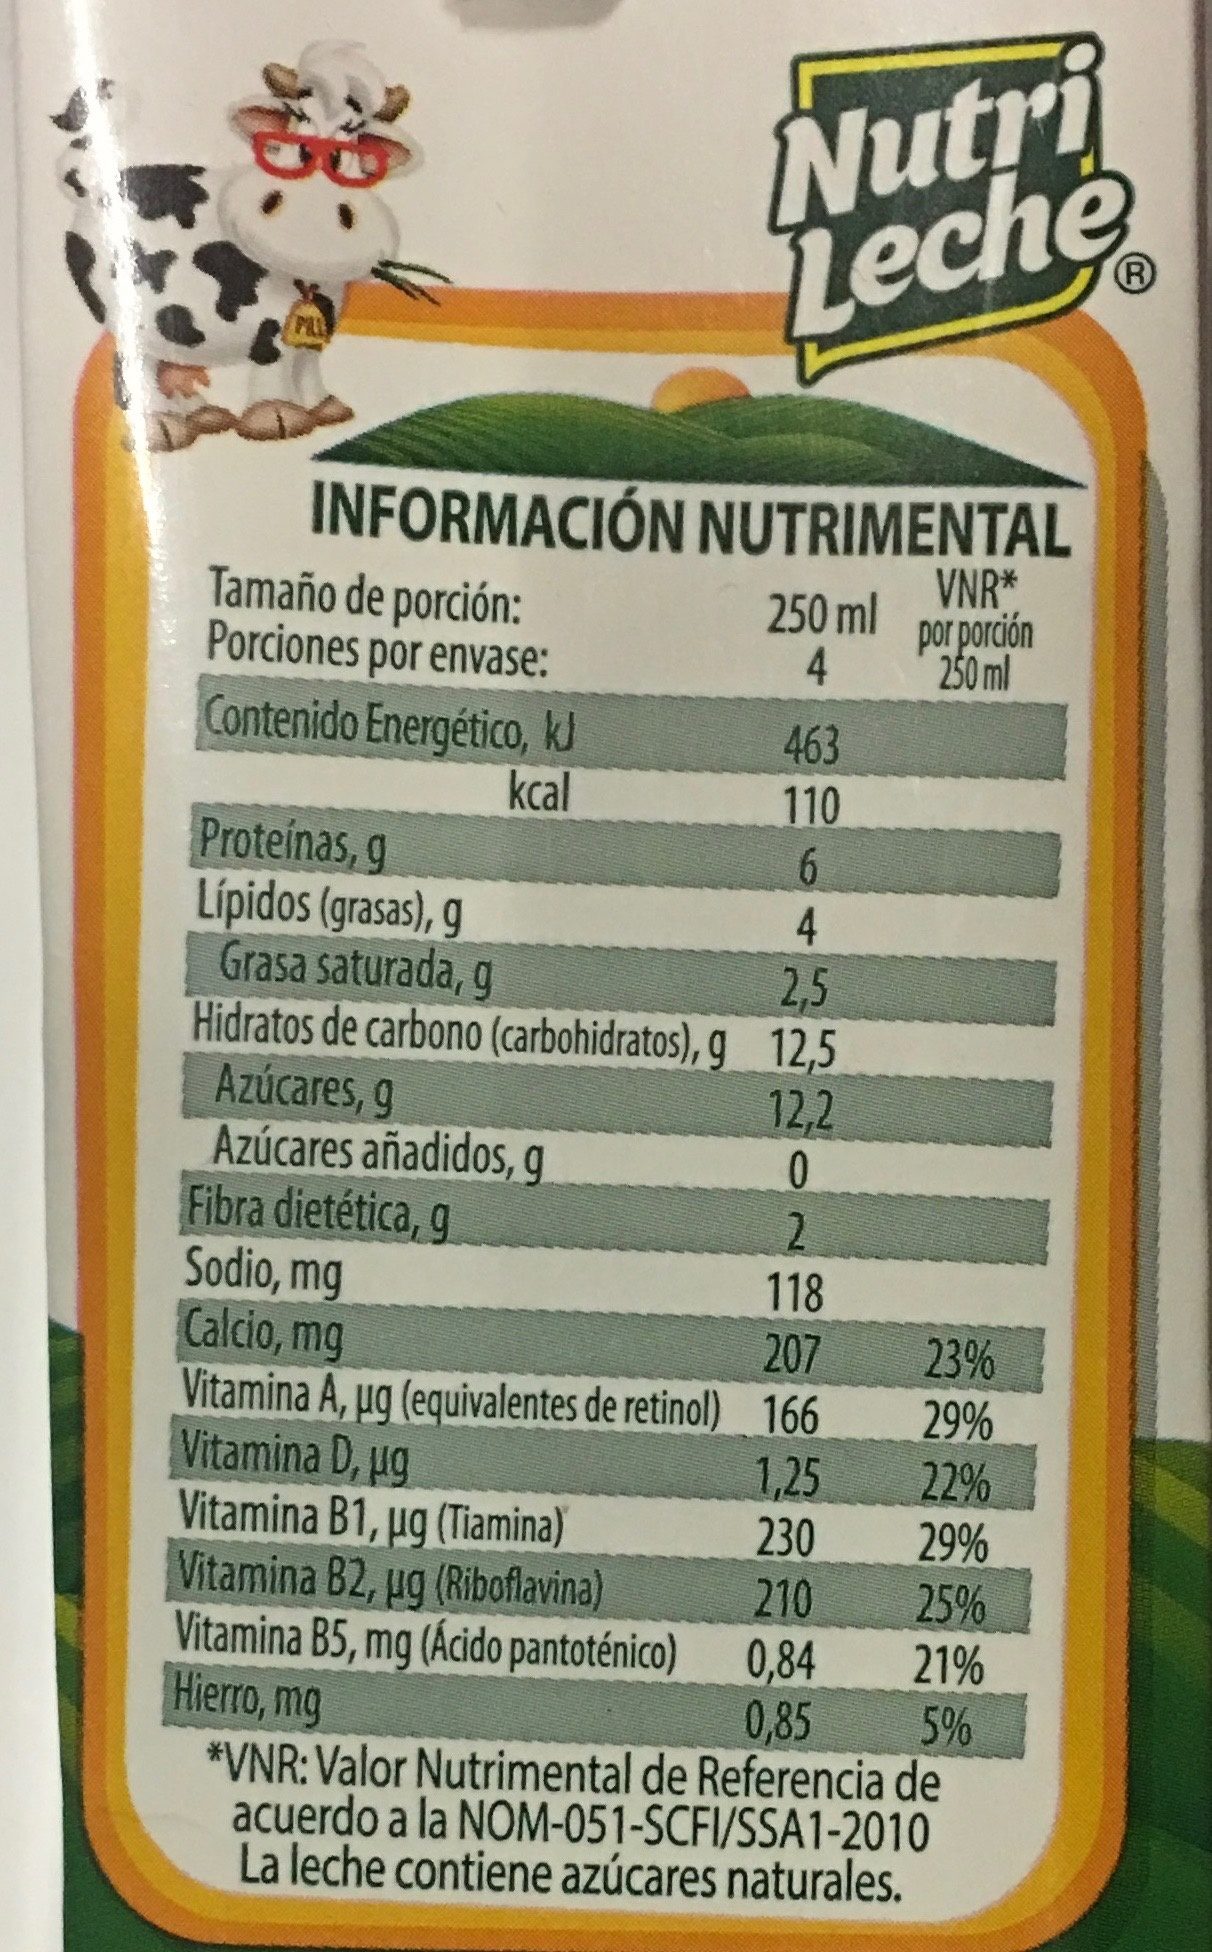 Nutri
Leche
®
INFORMACIÓN NUTRIMENTAL
Tamaño de porción: 250 ml VNR* por porción 250 ml
Porciones por envase: 4
Contenido Energético, kJ 463
kcal 110
Proteínas, g 6
Lípidos (grasas), g 4
Grasa saturada, g 2,5
Hidratos de carbono (carbohidratos), g 12,5
Azúcares, g 12,2
Azúcares añadidos, g 0
Fibra dietética, g 2
Sodio, mg 118
Calcio, mg 207 23%
Vitamina A, µg (equivalentes de retinol) 166 29%
Vitamina D, µg 1,25 22%
Vitamina B1, µg (Tiamina) 230 29%
Vitamina B2, µg (Riboflavina) 210 25%
Vitamina B5, mg (Ácido pantoténico) 0,84 21%
Hierro, mg 0,85 5%
*VNR: Valor Nutrimental de Referencia de
acuerdo a la NOM-051-SCFI/SSA1-2010
La leche contiene azúcares naturales.